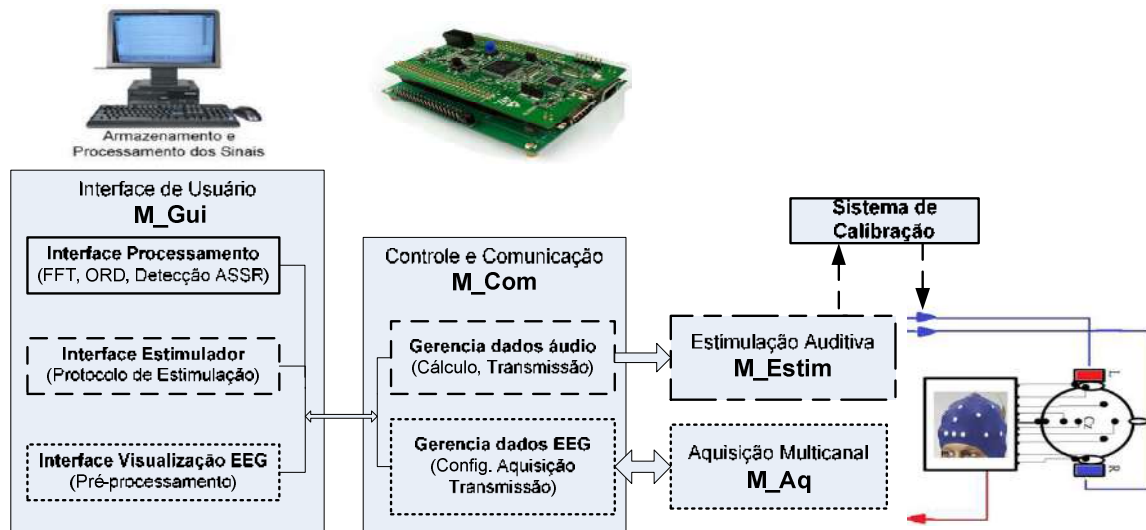 Armazenamento e
Processamento dos Sinais
Interface de Usuário
M_Gui
Interface Processamento
(FFT, ORD, Detecção ASSR)
Interface Estimulador
(Protocolo de Estimulação)
Interface Visualização EEG
(Pré-processamento)
Controle e Comunicação
M_Com
Gerencia dados áudio
(Cálculo, Transmissão)
Gerencia dados EEG
(Config. Aquisição
Transmissão)
Sistema de
Calibração
Estimulação Auditiva
M_Estim
Aquisição Multicanal
M_Aq
L
Cz
R